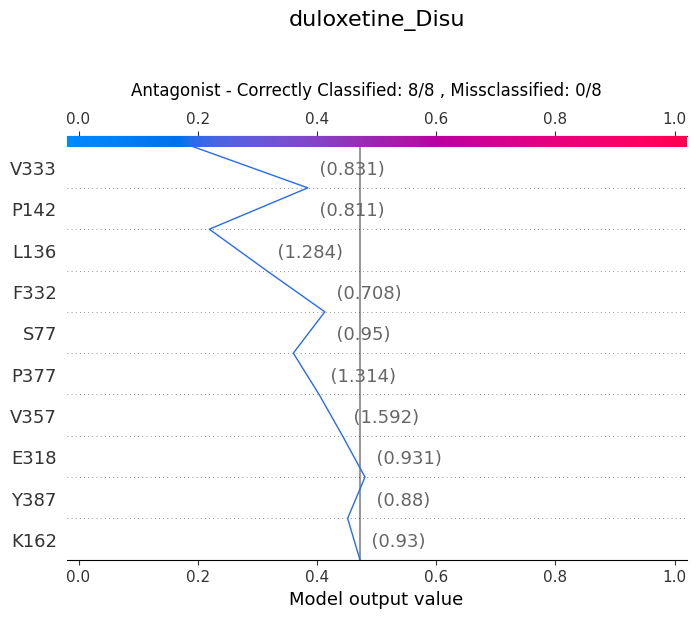 duloxetine_Disu
Antagonist - Correctly Classified: 8/8 , Missclassified: 0/8
0.0 0.2 0.4 0.6 0.8 1.0
V333 (0.831)
P142 (0.811)
L136 (1.284)
F332 (0.708)
S77 (0.95)
P377 (1.314)
V357 (1.592)
E318 (0.931)
Y387 (0.88)
K162 (0.93)
0.0 0.2 0.4 0.6 0.8 1.0
Model output value